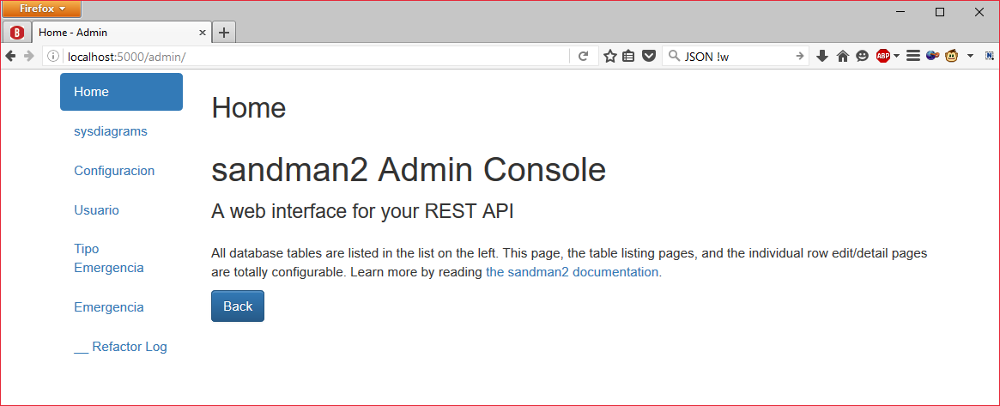 Firefox
B
Home - Admin
localhost:5000/admin/
JSON !w
ABP
N
Home
sysdiagrams
Configuracion
Usuario
Tipo
Emergencia
Emergencia
__ Refactor Log
Home
sandman2 Admin Console
A web interface for your REST API
All database tables are listed in the list on the left. This page, the table listing pages, and the individual row edit/detail pages
are totally configurable. Learn more by reading the sandman2 documentation.
Back